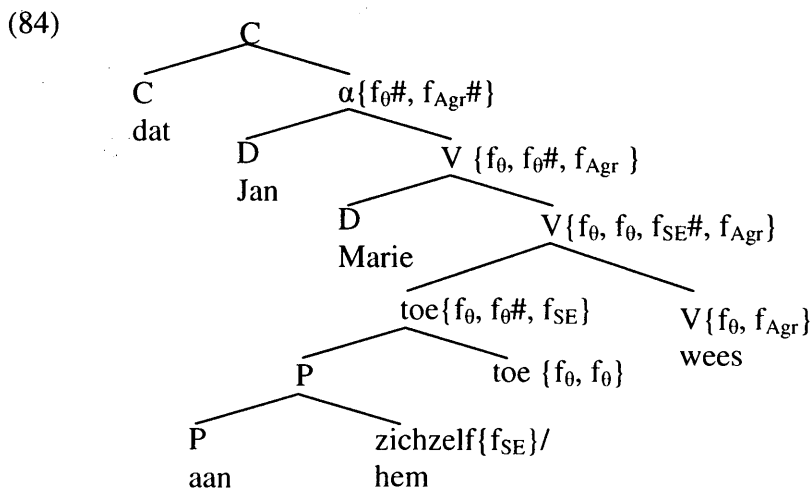 (84)
C
C α{fθ#, fAgr#}
dat
D V {fθ, fθ#, fAgr }
Jan
D V{fθ, fθ, fSE#, fAgr}
Marie
toe{fθ, fθ#, fSE} V{fθ, fAgr}
wees
P toe {fθ, fθ}
P zichzelf{fSE}/
aan hem